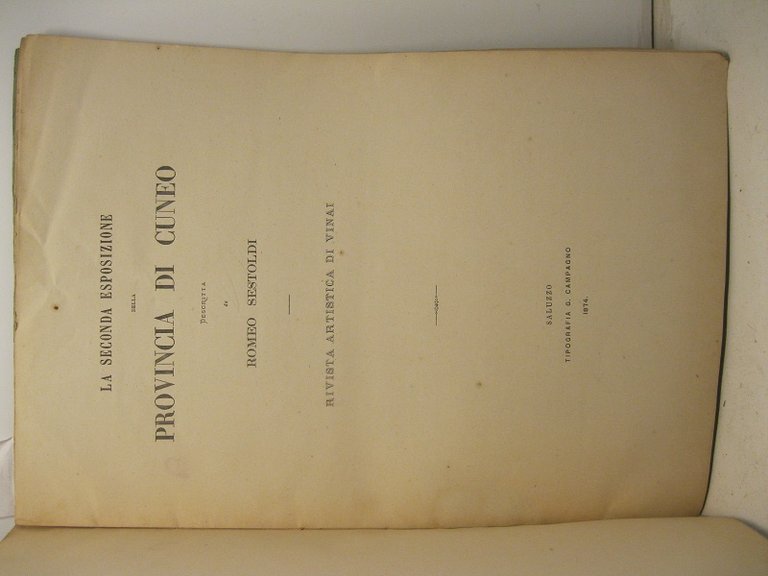 LA SECONDA ESPOSIZIONE
DELLA
PROVINCIA DI CUNEO
DESCRITTA
da
ROMEO SESTOLDI
RIVISTA ARTISTICA DI VINAI
SALUZZO
TIPOGRAFIA G. CAMPAGNO
1874.